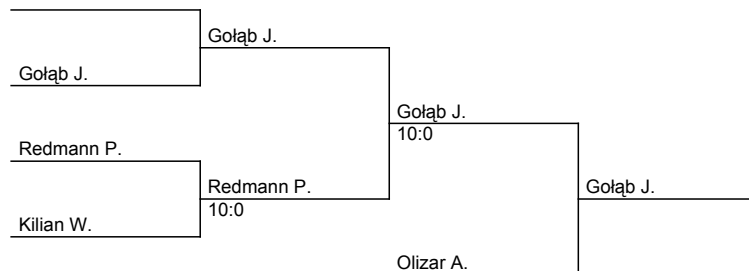 Gołąb J.
Gołąb J.
Gołąb J.
10:0
Redmann P.
Redmann P.
10:0
Gołąb J.
Kilian W.
Olizar A.